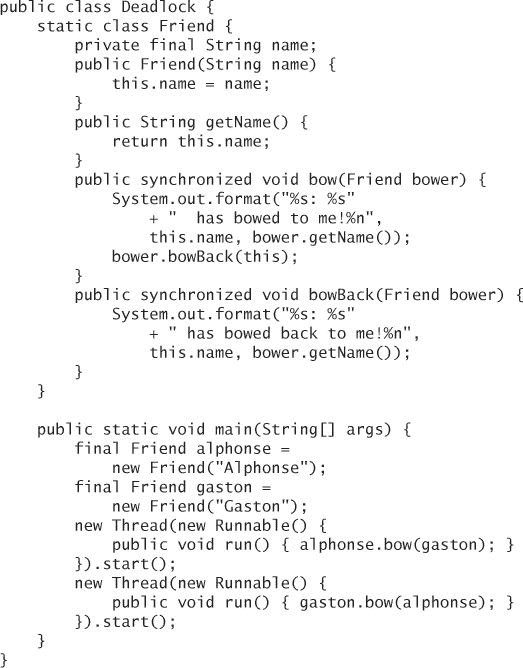 public class Deadlock {
    static class Friend {
        private final String name;
        public Friend(String name) {
            this.name = name;
        }
        public String getName() {
            return this.name;
        }
        public synchronized void bow(Friend bower) {
            System.out.format("%s: %s"
                + "  has bowed to me!%n",
                this.name, bower.getName());
            bower.bowBack(this);
        }
        public synchronized void bowBack(Friend bower) {
            System.out.format("%s: %s"
                + " has bowed back to me!%n",
                this.name, bower.getName());
        }
    }

    public static void main(String[] args) {
        final Friend alphonse =
            new Friend("Alphonse");
        final Friend gaston =
            new Friend("Gaston");
        new Thread(new Runnable() {
            public void run() { alphonse.bow(gaston); }
        }).start();
        new Thread(new Runnable() {
            public void run() { gaston.bow(alphonse); }
        }).start();
    }
}